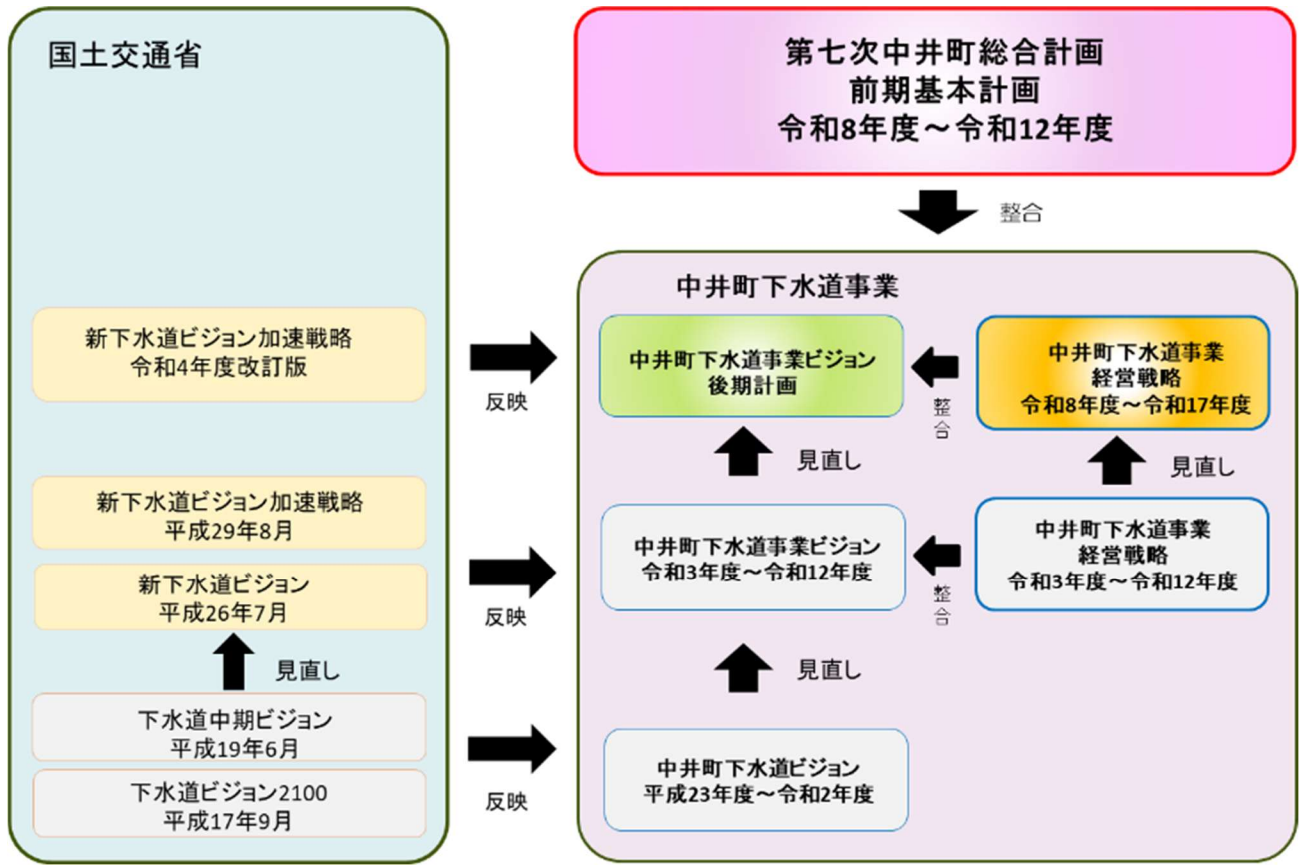 国土交通省
新下水道ビジョン加速戦略
令和4年度改訂版
新下水道ビジョン加速戦略
平成29年8月
新下水道ビジョン
平成26年7月
見直し
下水道中期ビジョン
平成19年6月
下水道ビジョン2100
平成17年9月
反映
反映
反映
第七次中井町総合計画
前期基本計画
令和8年度～令和12年度
整合
中井町下水道事業
中井町下水道事業ビジョン
後期計画
整合
中井町下水道事業
経営戦略
令和8年度～令和17年度
見直し
見直し
中井町下水道事業ビジョン
令和3年度～令和12年度
整合
中井町下水道事業
経営戦略
令和3年度～令和12年度
見直し
中井町下水道ビジョン
平成23年度～令和2年度